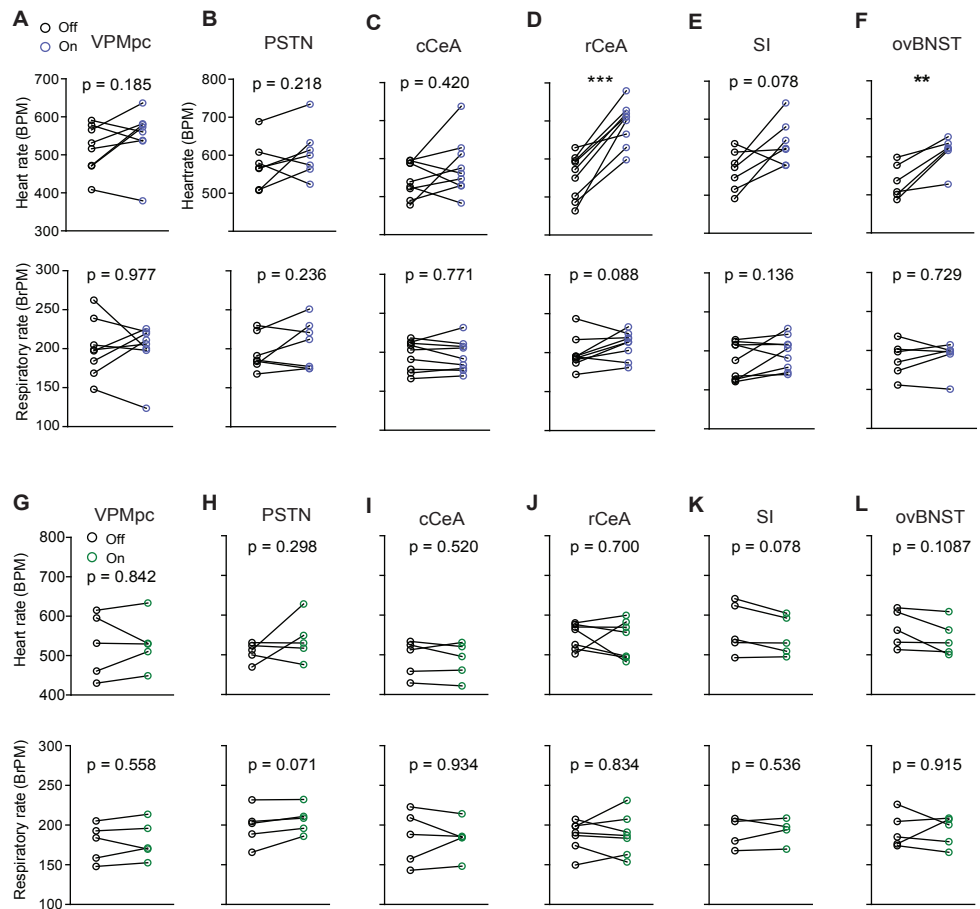 A
Off
On
VPMpc
B
PSTN
C
cCeA
D
rCeA
E
SI
F
ovBNST
Heart rate (BPM)
700
600
500
400
300
p = 0.185
Heartrate (BPM)
700
600
500
p = 0.218
p = 0.420
***
p = 0.078
**
Respiratory rate (BrPM)
300
250
200
150
100
p = 0.977
p = 0.236
p = 0.771
p = 0.088
p = 0.136
p = 0.729
G
VPMpc
H
PSTN
I
cCeA
J
rCeA
K
SI
L
ovBNST
Off
On
Heart rate (BPM)
800
700
600
500
400
p = 0.842
p = 0.298
p = 0.520
p = 0.700
p = 0.078
p = 0.1087
Respiratory rate (BrPM)
300
250
200
150
100
p = 0.558
p = 0.071
p = 0.934
p = 0.834
p = 0.536
p = 0.915